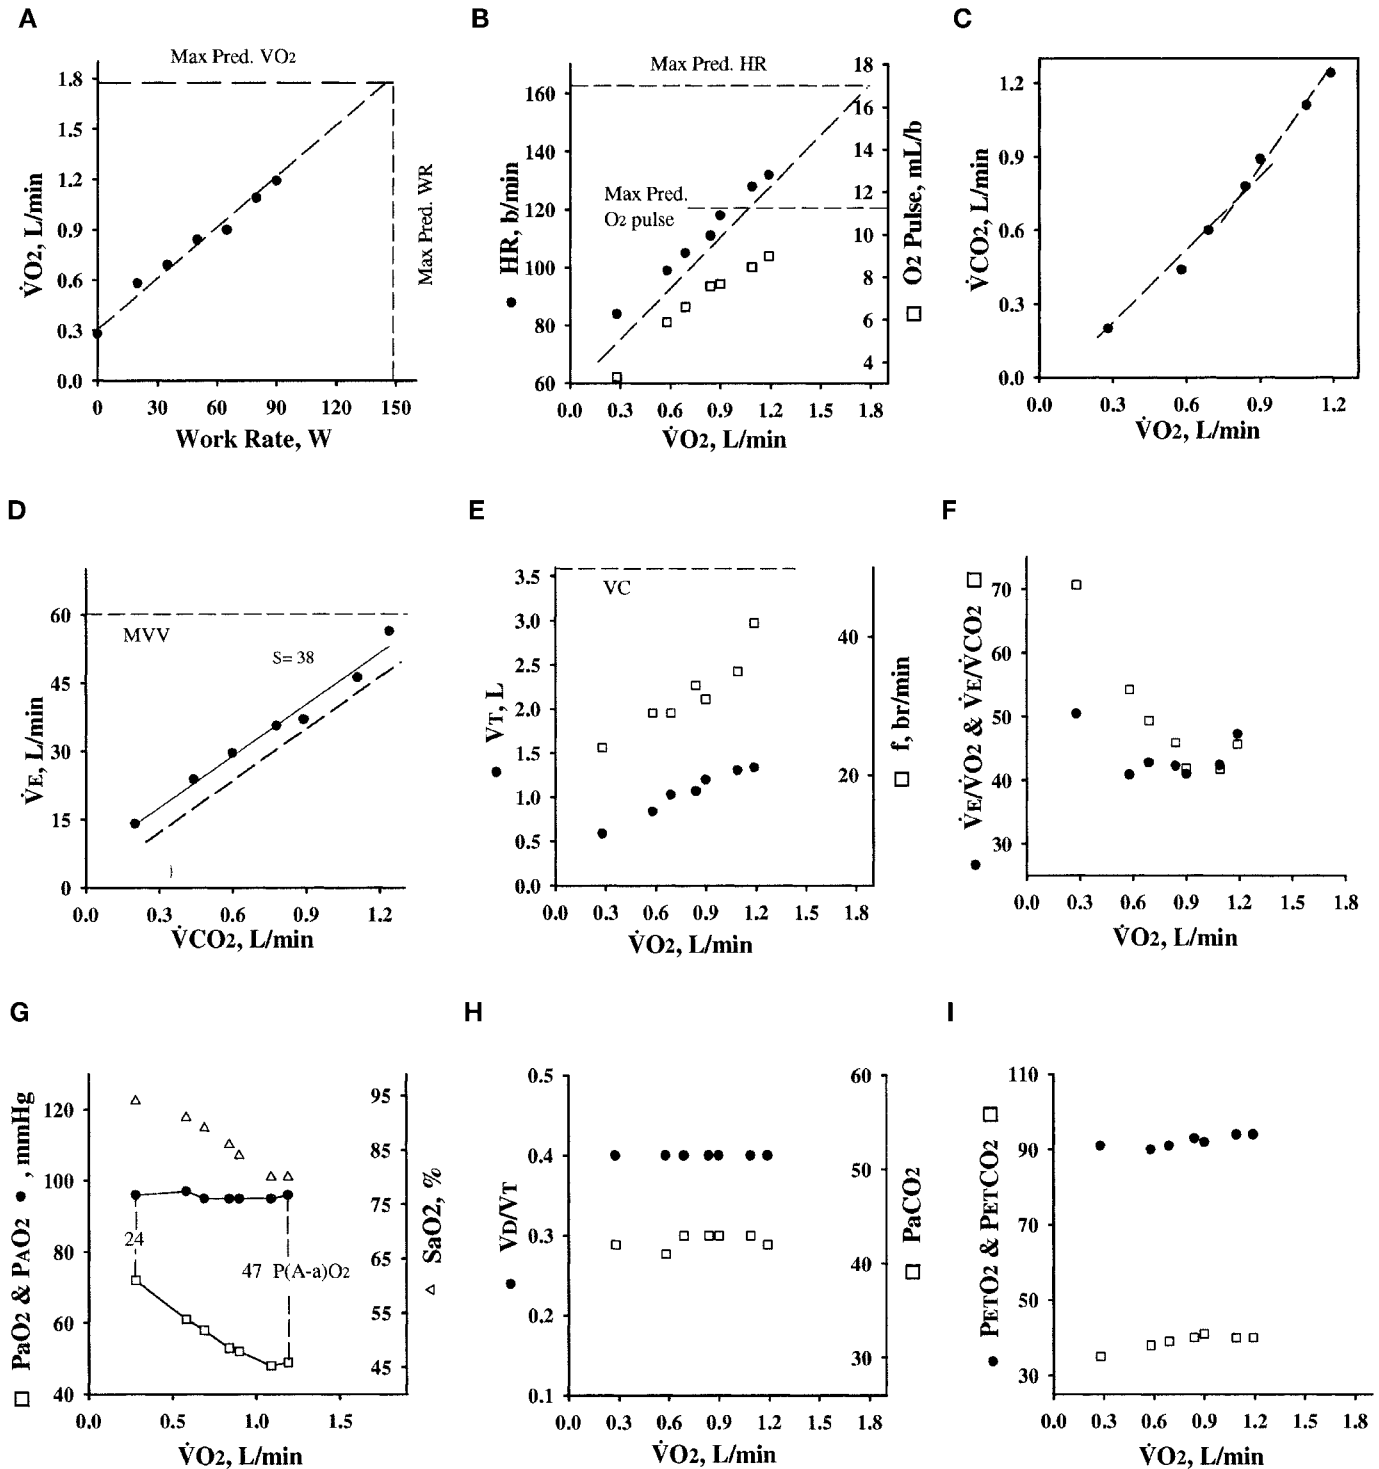 A
Max Pred. VO2
1.8
1.5
1.2
0.9
0.6
0.3
0.0
V̇O2, L/min
Max Pred. WR
0 30 60 90 120 150
Work Rate, W
B
Max Pred. HR
160
140
120
100
80
60
HR, b/min
Max Pred.
O2 pulse
18
16
14
12
10
8
6
4
O2 Pulse, mL/b
0.0 0.3 0.6 0.9 1.2 1.5 1.8
V̇O2, L/min
C
1.2
0.9
0.6
0.3
0.0
V̇CO2, L/min
0.0 0.3 0.6 0.9 1.2
V̇O2, L/min
D
60
45
30
15
0
V̇E, L/min
MVV
S= 38
0.0 0.3 0.6 0.9 1.2
V̇CO2, L/min
E
3.5
3.0
2.5
2.0
1.5
1.0
0.5
0.0
VT, L
VC
40
20
f, br/min
0.0 0.3 0.6 0.9 1.2 1.5 1.8
V̇O2, L/min
F
70
60
50
40
30
V̇E/V̇O2 & V̇E/V̇CO2
0.0 0.3 0.6 0.9 1.2 1.5 1.8
V̇O2, L/min
G
120
100
80
60
40
PaO2 & PAO2 , mmHg
24
47 P(A-a)O2
95
85
75
65
55
45
SaO2, %
0.0 0.5 1.0 1.5
V̇O2, L/min
H
0.5
0.4
0.3
0.2
0.1
VD/VT
60
50
40
30
PaCO2
0.0 0.3 0.6 0.9 1.2 1.5 1.8
V̇O2, L/min
I
110
90
70
50
30
PETO2 & PETCO2
0.0 0.3 0.6 0.9 1.2 1.5 1.8
V̇O2, L/min